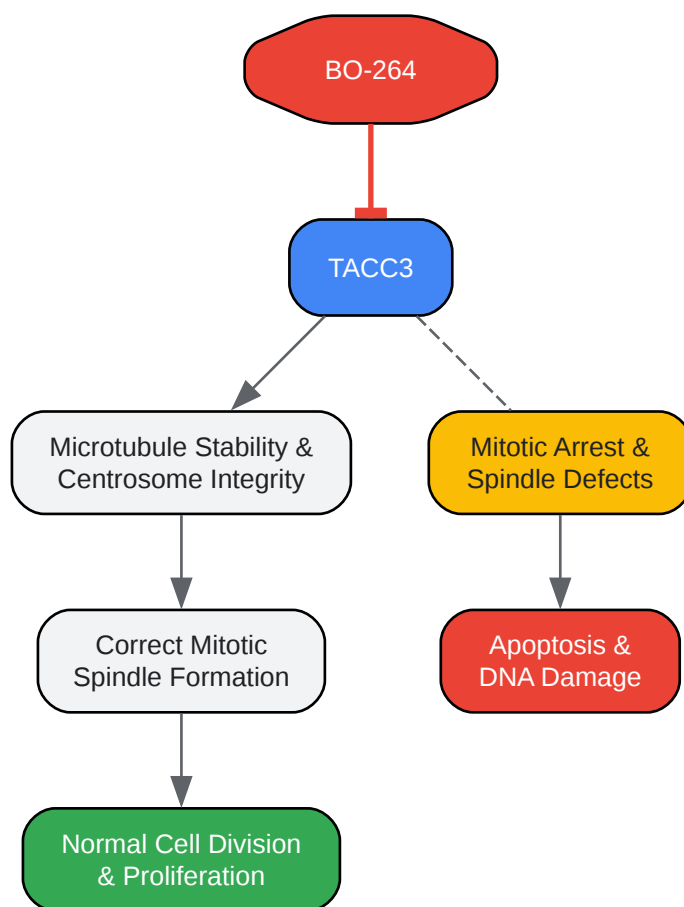 BO-264
TACC3
Microtubule Stability &
Centrosome Integrity
Mitotic Arrest &
Spindle Defects
Correct Mitotic
Spindle Formation
Apoptosis &
DNA Damage
Normal Cell Division
& Proliferation